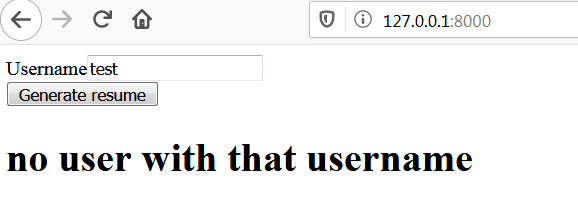 127.0.0.1:8000
Username test
Generate resume
no user with that username